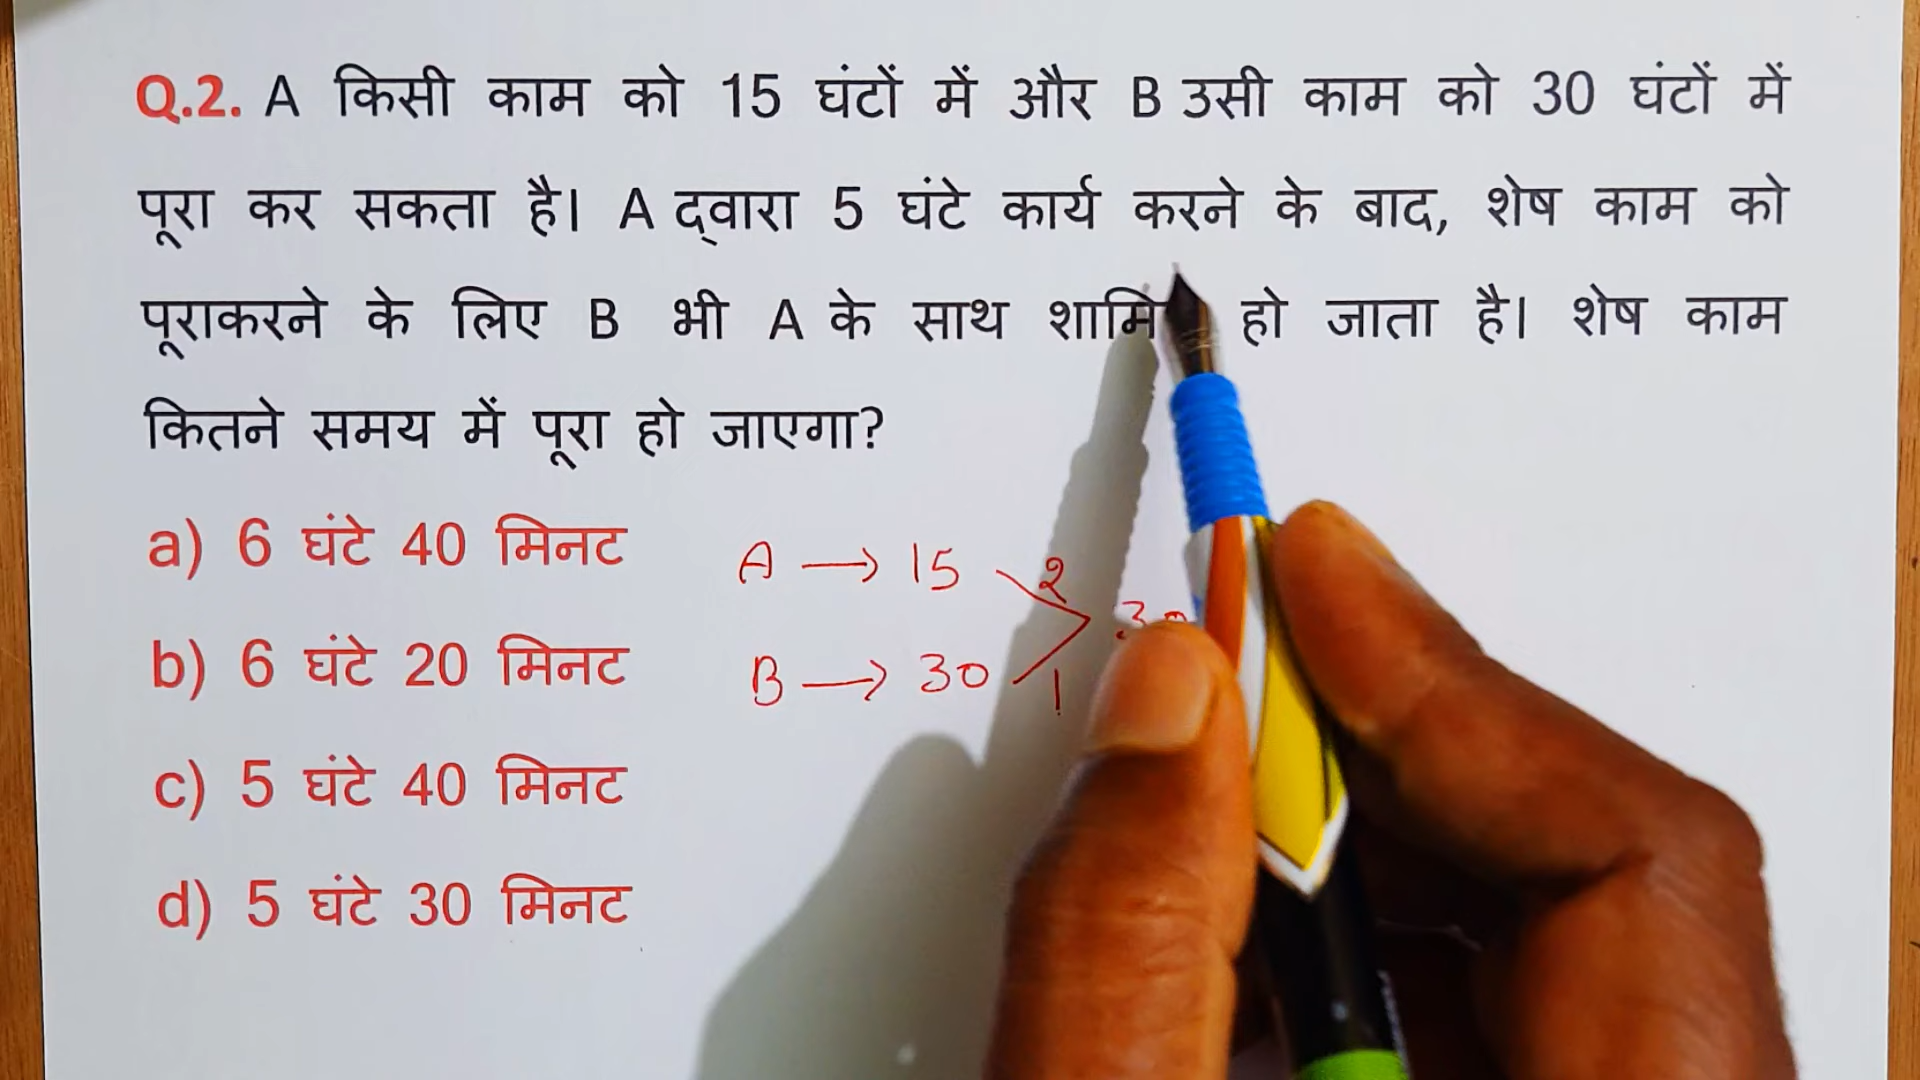 Q.2. A किसी काम को 15 घंटों में और B उसी काम को 30 घंटों में
पूरा कर सकता है। A द्वारा 5 घंटे कार्य करने के बाद, शेष काम को
पूराकरने के लिए B भी A के साथ हो जाता है। शेष काम
कितने समय में पूरा हो जाएगा?
a) 6 घंटे 40 मिनट
b) 6 घंटे 20 मिनट
c) 5 घंटे 40 मिनट
d) 5 घंटे 30 मिनट
A → 15 2
30
B → 30 1